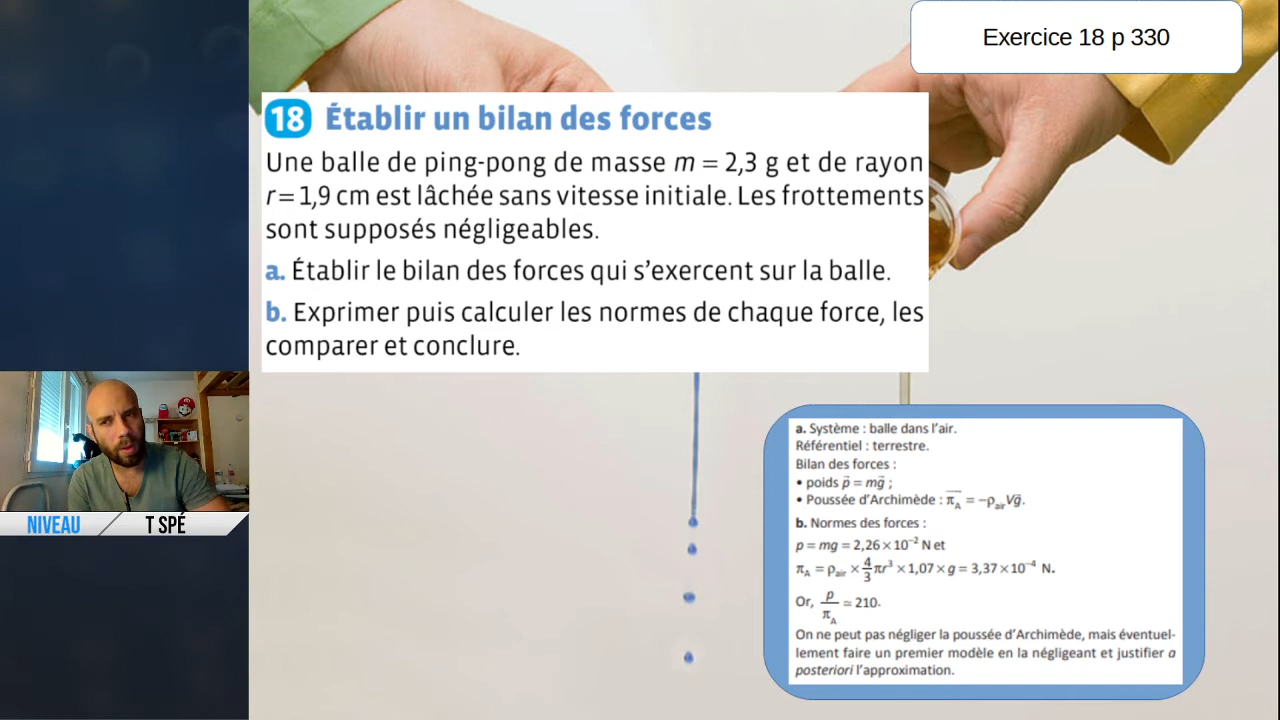 Exercice 18 p 330
18 Établir un bilan des forces
Une balle de ping-pong de masse m = 2,3 g et de rayon
r = 1,9 cm est lâchée sans vitesse initiale. Les frottements
sont supposés négligeables.
a. Établir le bilan des forces qui s’exercent sur la balle.
b. Exprimer puis calculer les normes de chaque force, les
comparer et conclure.
NIVEAU / T SPÉ
a. Système : balle dans l’air.
Référentiel : terrestre.
Bilan des forces :
• poids p⃗ = mg⃗ ;
• Poussée d’Archimède : π_A⃗ = −ρ_air Vg⃗.
b. Normes des forces :
p = mg = 2,26 × 10⁻² N et
π_A = ρ_air × 4/3 πr³ × 1,07 × g = 3,37 × 10⁻⁴ N.
Or, p/π_A ≃ 210.
On ne peut pas négliger la poussée d’Archimède, mais éventuel-
lement faire un premier modèle en la négligeant et justifier a
posteriori l’approximation.